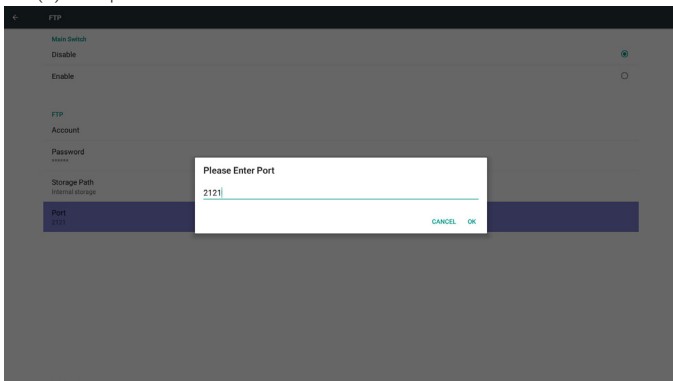 ← FTP
Main Switch
Disable
Enable
FTP
Account
Password
******
Storage Path
Internal storage
Port
2121
Please Enter Port
2121
CANCEL OK